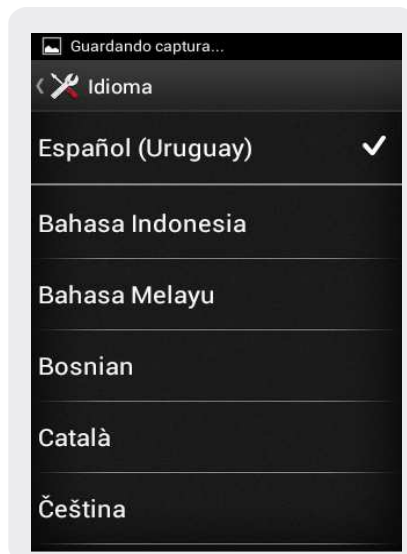 Guardando captura...
Idioma
Español (Uruguay)
Bahasa Indonesia
Bahasa Melayu
Bosnian
Català
Čeština